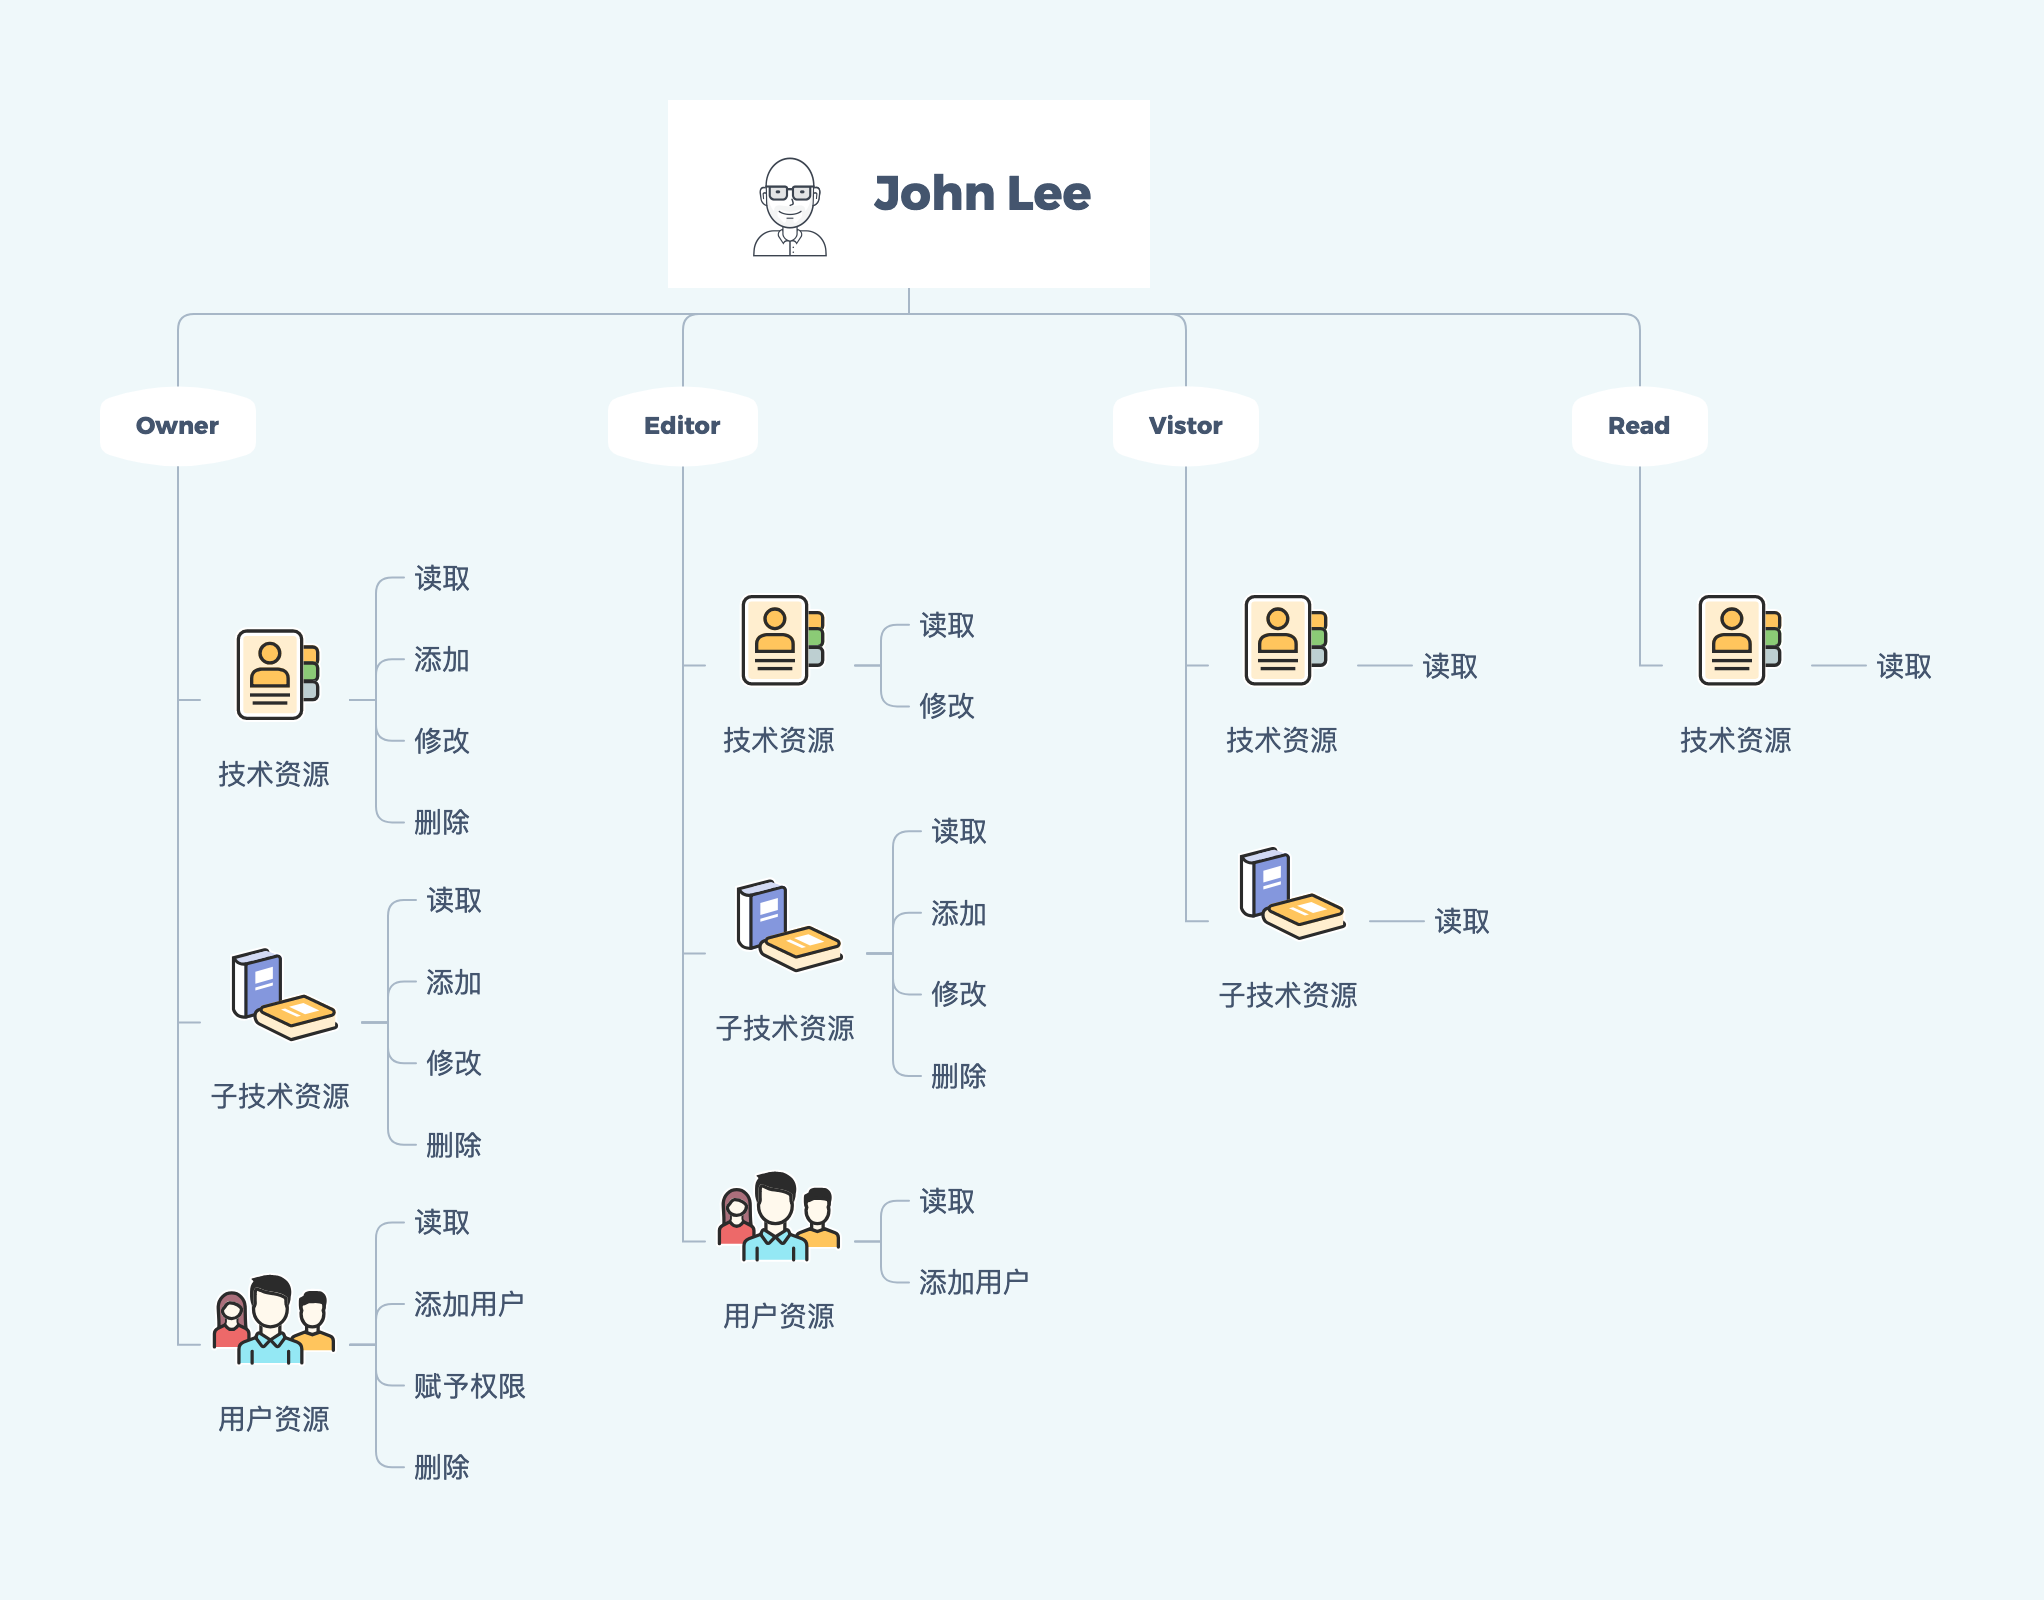 John Lee
Owner
Editor
Vistor
Read
技术资源
读取
添加
修改
删除
子技术资源
读取
添加
修改
删除
用户资源
读取
添加用户
赋予权限
删除
技术资源
读取
修改
子技术资源
读取
添加
修改
删除
用户资源
读取
添加用户
技术资源
读取
子技术资源
读取
技术资源
读取